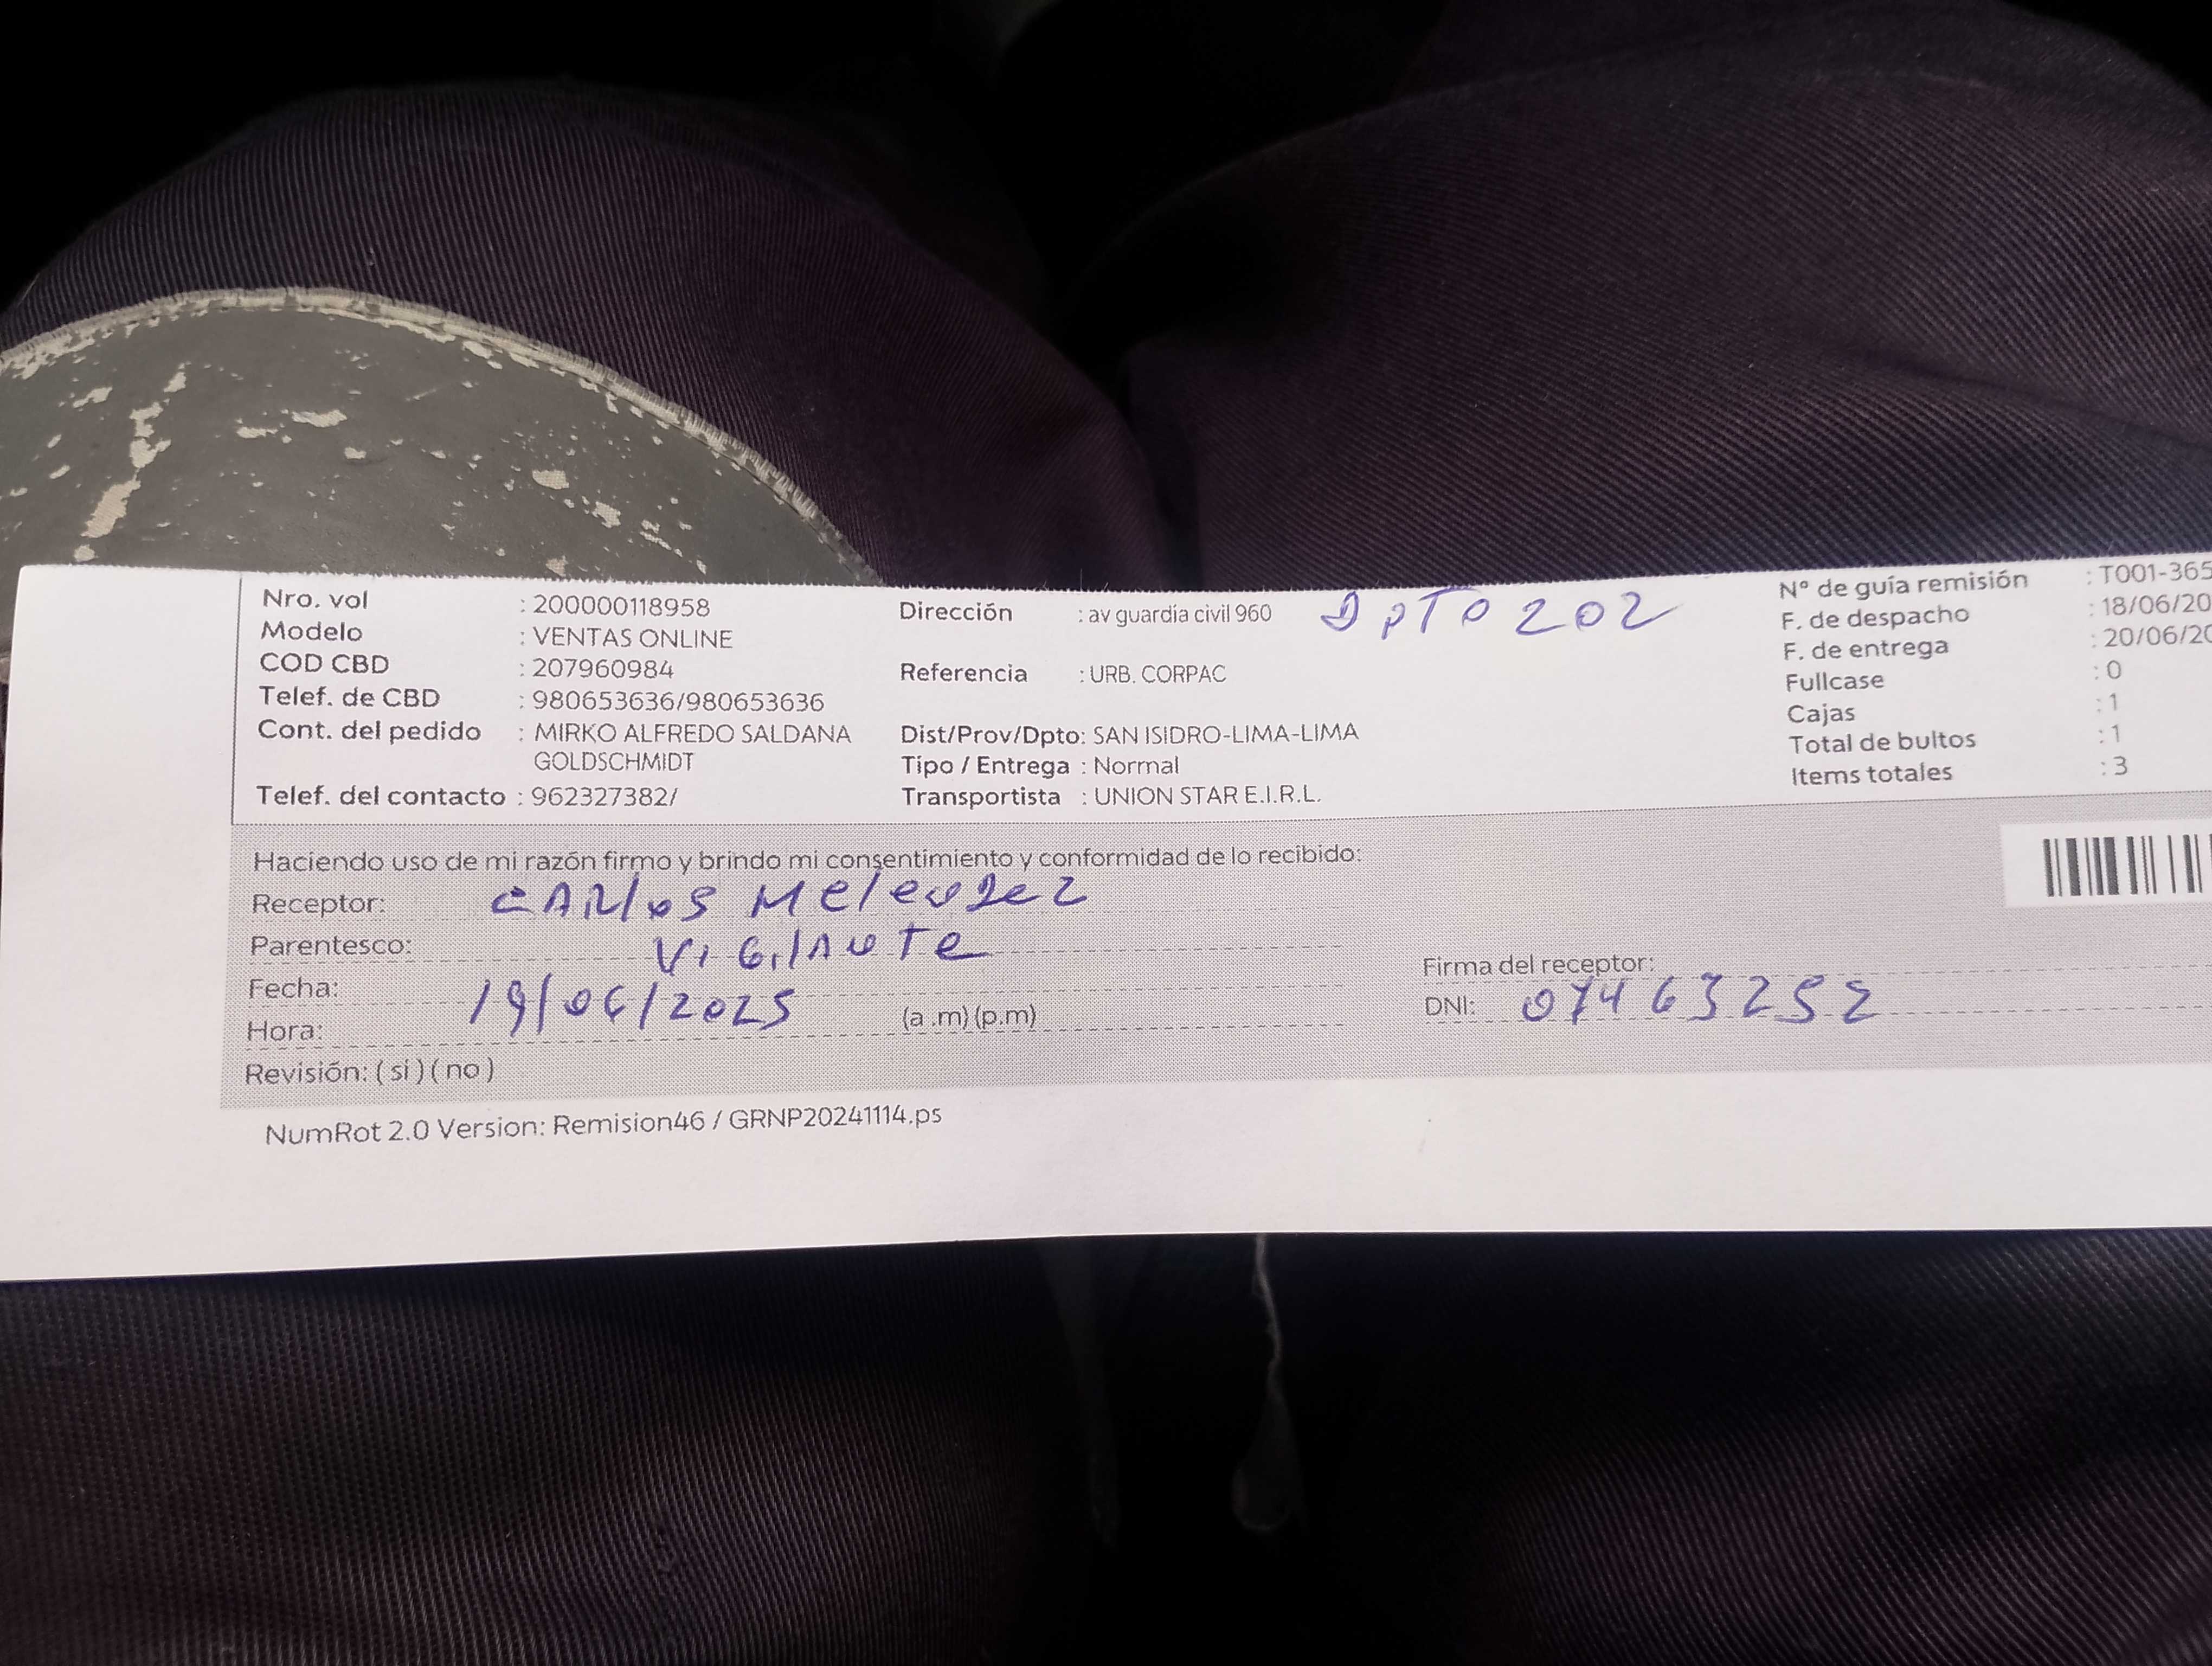 Nro. vol : 200000118958
Modelo : VENTAS ONLINE
COD CBD : 207960984
Telef. de CBD : 980653636/980653636
Cont. del pedido : MIRKO ALFREDO SALDANA
GOLDSCHMIDT
Telef. del contacto : 962327382/
Dirección : av guardia civil 960 DPTO 202
Referencia : URB. CORPAC
Dist/Prov/Dpto: SAN ISIDRO-LIMA-LIMA
Tipo / Entrega : Normal
Transportista : UNION STAR E.I.R.L.
N° de guía remisión : T001-365
F. de despacho : 18/06/20
F. de entrega : 20/06/20
Fullcase : 0
Cajas : 1
Total de bultos : 1
Items totales : 3
Haciendo uso de mi razón firmo y brindo mi consentimiento y conformidad de lo recibido:
Receptor: CARlos Melendez
Parentesco: ViGilANTe
Fecha: 19/06/2025
Hora: (a .m) (p.m)
Revisión: ( si ) ( no )
Firma del receptor:
DNI: 07463252
NumRot 2.0 Version: Remision46 / GRNP20241114.ps